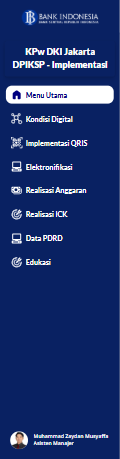 BANK INDONESIA
BANK SENTRAL REPUBLIK INDONESIA
KPw DKI Jakarta
DPIKSP - Implementasi
Menu Utama
Kondisi Digital
Implementasi QRIS
Elektronifikasi
Realisasi Anggaran
Realisasi ICK
Data PDRD
Edukasi
Mohammad Zaydan Musyaffa
Asisten Manajer